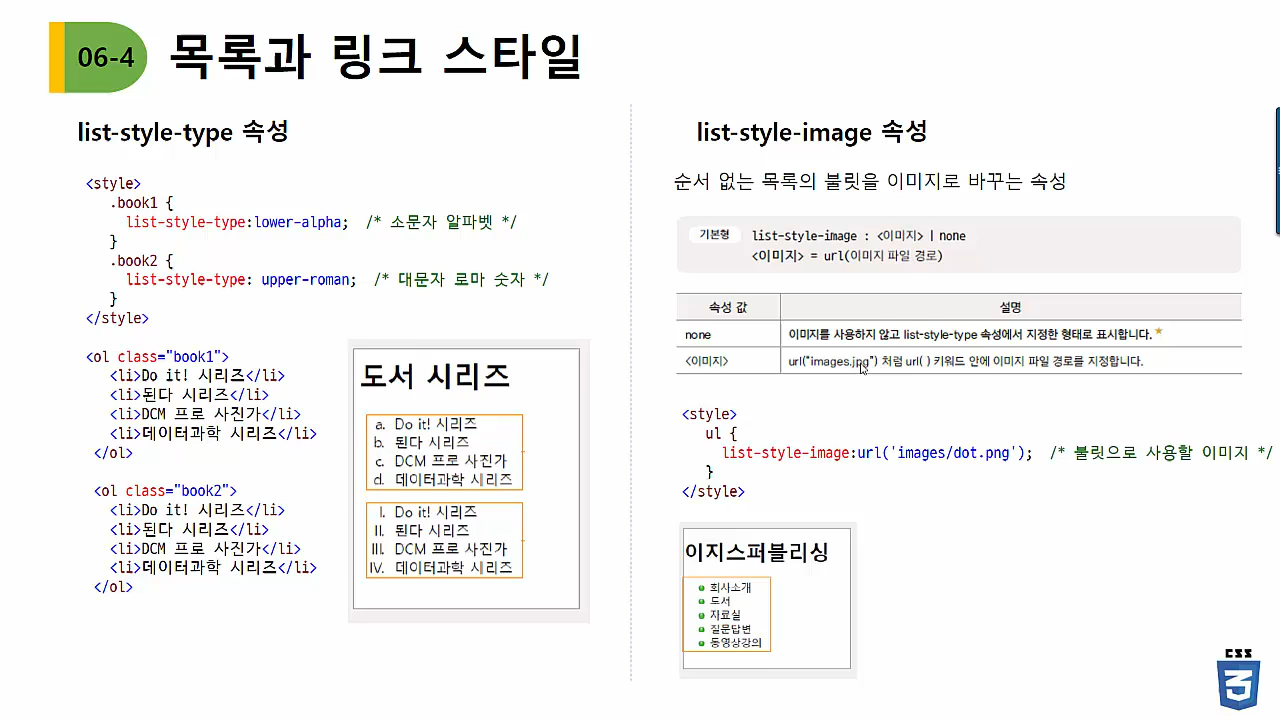 06-4 목록과 링크 스타일
list-style-type 속성
<style>
.book1 {
list-style-type:lower-alpha; /* 소문자 알파벳 */
}
.book2 {
list-style-type: upper-roman; /* 대문자 로마 숫자 */
}
</style>
<ol class="book1">
<li>Do it! 시리즈</li>
<li>된다 시리즈</li>
<li>DCM 프로 사진가</li>
<li>데이터과학 시리즈</li>
</ol>
<ol class="book2">
<li>Do it! 시리즈</li>
<li>된다 시리즈</li>
<li>DCM 프로 사진가</li>
<li>데이터과학 시리즈</li>
</ol>
도서 시리즈
a. Do it! 시리즈
b. 된다 시리즈
c. DCM 프로 사진가
d. 데이터과학 시리즈
I. Do it! 시리즈
II. 된다 시리즈
III. DCM 프로 사진가
IV. 데이터과학 시리즈
list-style-image 속성
순서 없는 목록의 불릿을 이미지로 바꾸는 속성
기본형 list-style-image : <이미지> | none
<이미지> = url(이미지 파일 경로)
속성 값 설명
none 이미지를 사용하지 않고 list-style-type 속성에서 지정한 형태로 표시합니다.★
<이미지> url("images.jpg") 처럼 url( ) 키워드 안에 이미지 파일 경로를 지정합니다.
<style>
ul {
list-style-image:url('images/dot.png'); /* 불릿으로 사용할 이미지 */
}
</style>
이지스퍼블리싱
회사소개
도서
자료실
질문답변
동영상강의
CSS
3